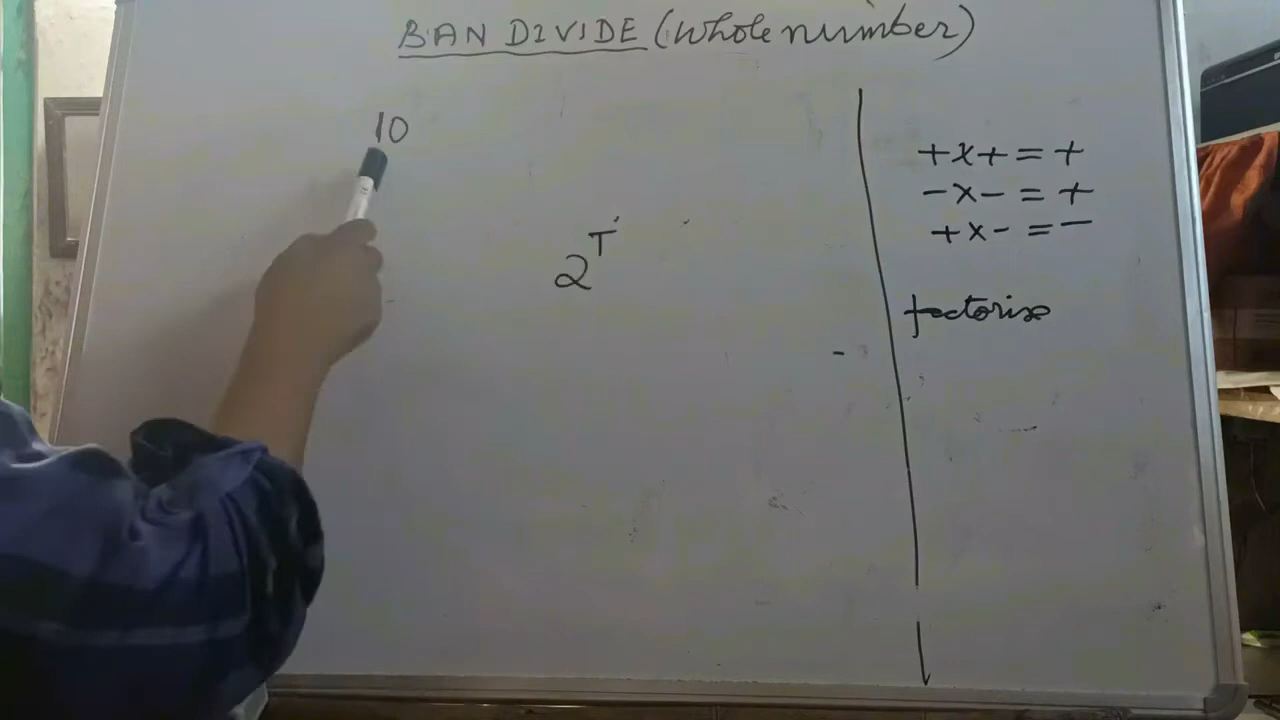 BAN DIVIDE (Whole number)
10
2^T
+x+=+
-x-=+
+x-=-
factorise